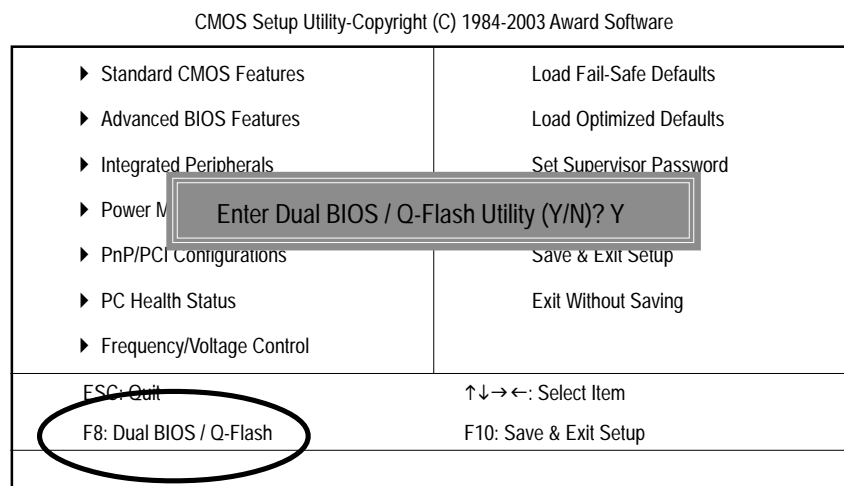 CMOS Setup Utility-Copyright (C) 1984-2003 Award Software
Standard CMOS Features
Load Fail-Safe Defaults
Advanced BIOS Features
Load Optimized Defaults
Integrated Peripherals
Set Supervisor Password
Power M
Enter Dual BIOS / Q-Flash Utility (Y/N)? Y
PnP/PCI Configurations
Save & Exit Setup
PC Health Status
Exit Without Saving
Frequency/Voltage Control
ESC: Quit
↑↓→←: Select Item
F8: Dual BIOS / Q-Flash
F10: Save & Exit Setup